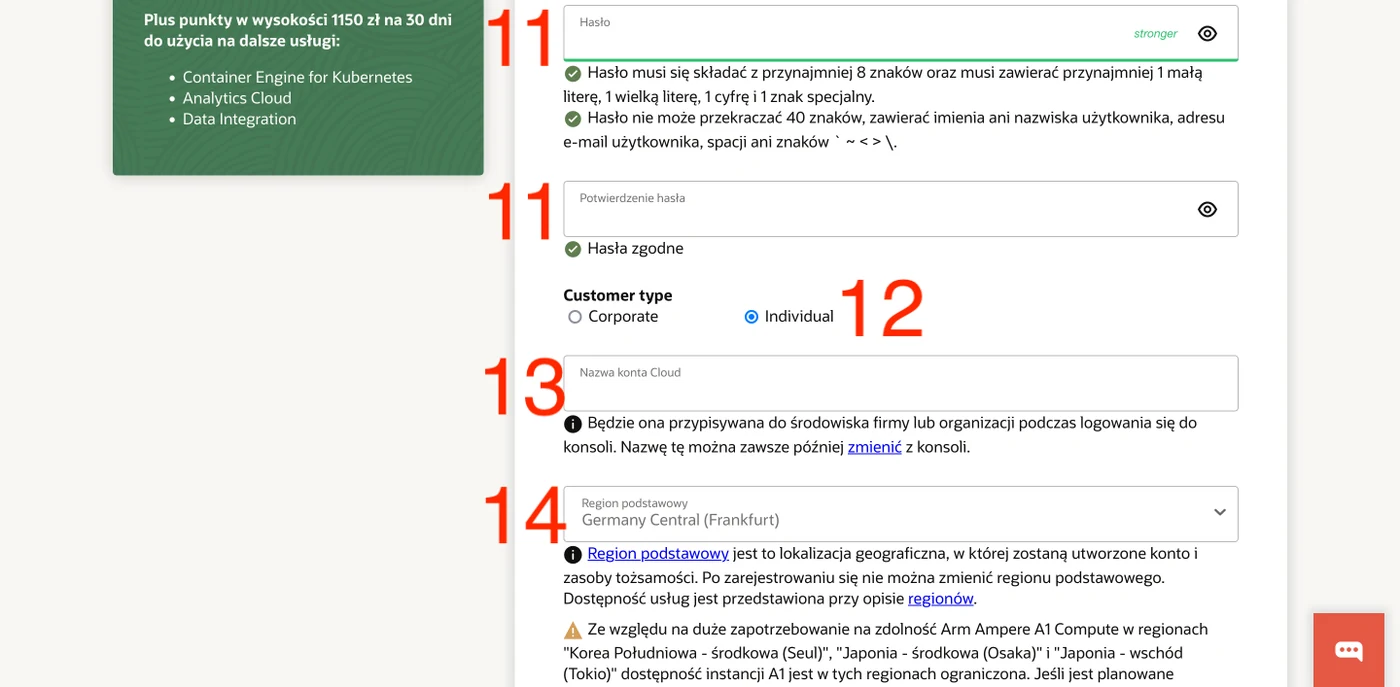 Plus punkty w wysokości 1150 zł na 30 dni
do użycia na dalsze usługi:
• Container Engine for Kubernetes
• Analytics Cloud
• Data Integration
11
Hasło
stronger
Hasło musi się składać z przynajmniej 8 znaków oraz musi zawierać przynajmniej 1 małą
literę, 1 wielką literę, 1 cyfrę i 1 znak specjalny.
Hasło nie może przekraczać 40 znaków, zawierać imienia ani nazwiska użytkownika, adresu
e-mail użytkownika, spacji ani znaków ` ~ < > \.
11
Potwierdzenie hasła
Hasła zgodne
Customer type
Corporate
Individual
12
13
Nazwa konta Cloud
Będzie ona przypisywana do środowiska firmy lub organizacji podczas logowania się do
konsoli. Nazwę tę można zawsze później zmienić z konsoli.
14
Region podstawowy
Germany Central (Frankfurt)
Region podstawowy jest to lokalizacja geograficzna, w której zostaną utworzone konto i
zasoby tożsamości. Po zarejestrowaniu się nie można zmienić regionu podstawowego.
Dostępność usług jest przedstawiona przy opisie regionów.
Ze względu na duże zapotrzebowanie na zdolność Arm Ampere A1 Compute w regionach
"Korea Południowa - środkowa (Seul)", "Japonia - środkowa (Osaka)" i "Japonia - wschód
(Tokio)" dostępność instancji A1 jest w tych regionach ograniczona. Jeśli jest planowane